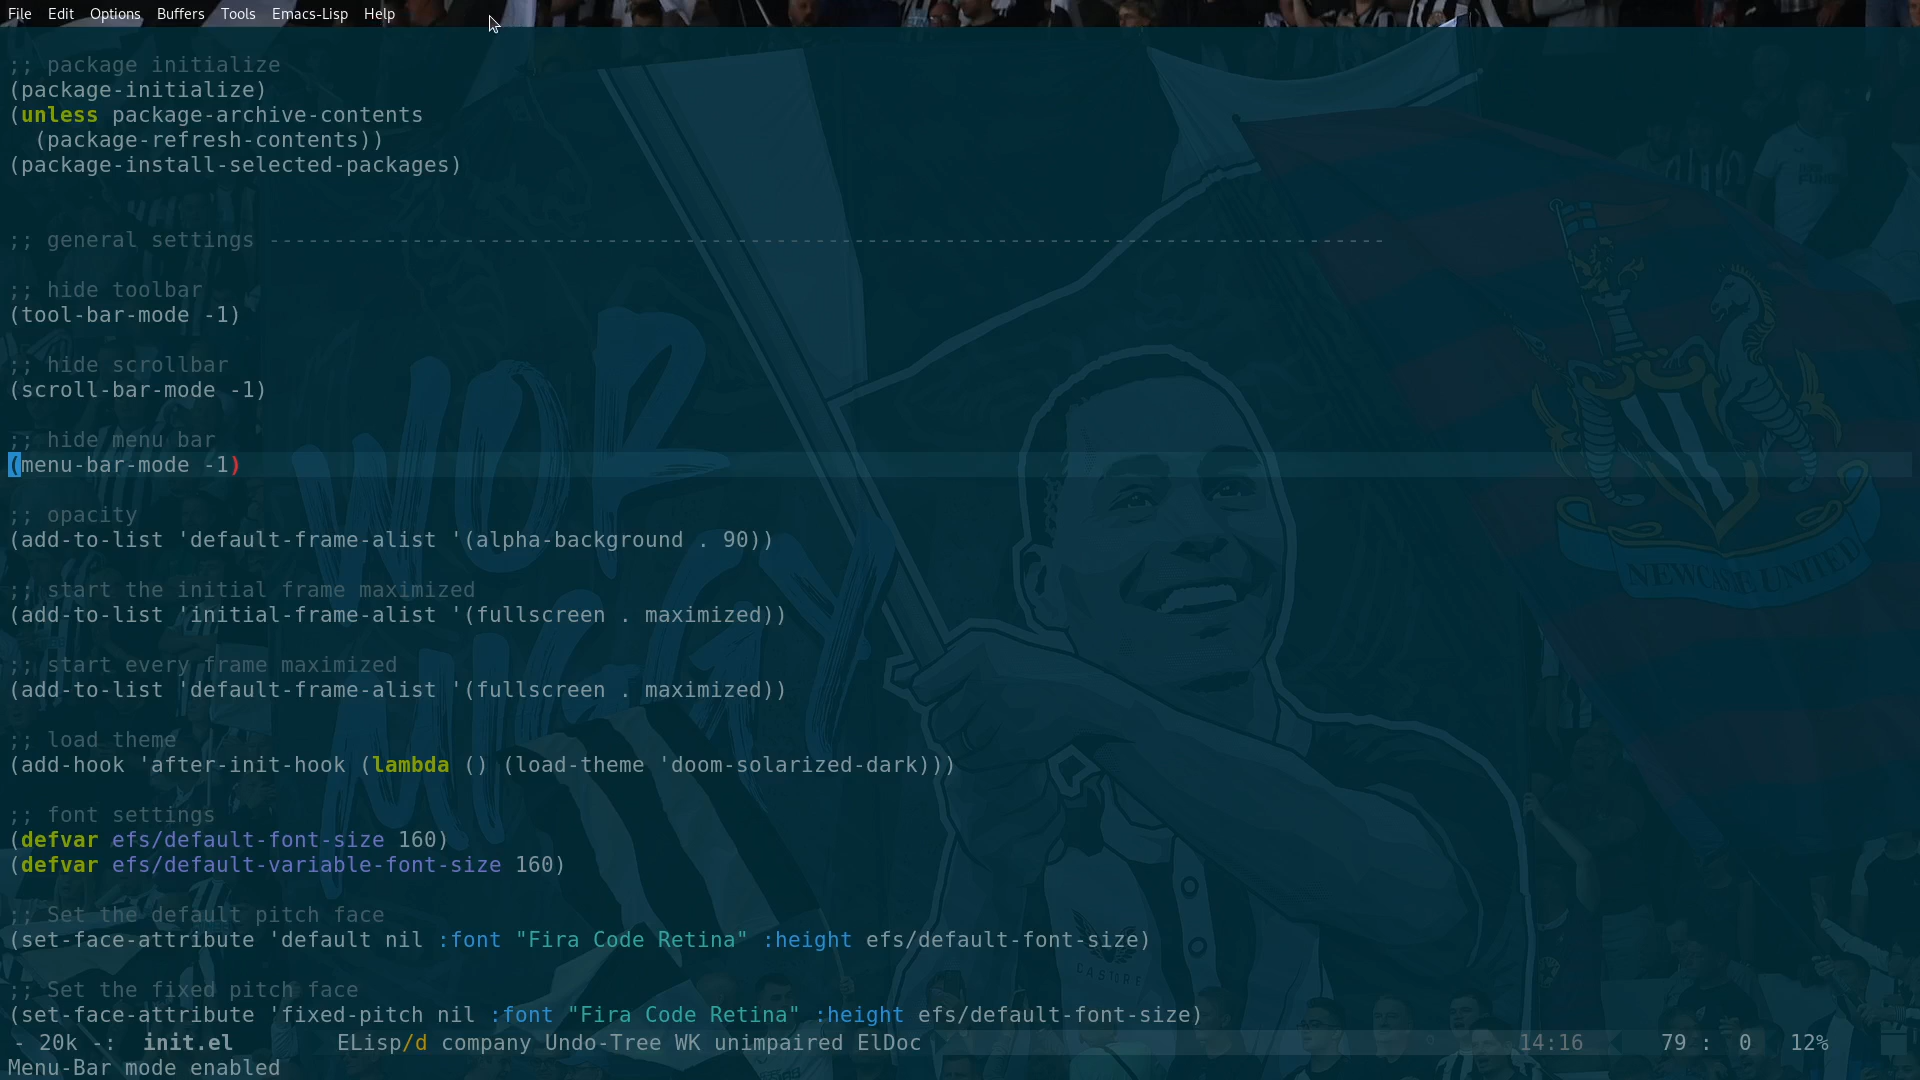 File Edit Options Buffers Tools Emacs-Lisp Help
;; package initialize
(package-initialize)
(unless package-archive-contents
  (package-refresh-contents))
(package-install-selected-packages)
;; general settings --------------------------------------------------------------------------------------
;; hide toolbar
(tool-bar-mode -1)
;; hide scrollbar
(scroll-bar-mode -1)
;; hide menu bar
(menu-bar-mode -1)
;; opacity
(add-to-list 'default-frame-alist '(alpha-background . 90))
;; start the initial frame maximized
(add-to-list 'initial-frame-alist '(fullscreen . maximized))
;; start every frame maximized
(add-to-list 'default-frame-alist '(fullscreen . maximized))
;; load theme
(add-hook 'after-init-hook (lambda () (load-theme 'doom-solarized-dark)))
;; font settings
(defvar efs/default-font-size 160)
(defvar efs/default-variable-font-size 160)
;; Set the default pitch face
(set-face-attribute 'default nil :font "Fira Code Retina" :height efs/default-font-size)
;; Set the fixed pitch face
(set-face-attribute 'fixed-pitch nil :font "Fira Code Retina" :height efs/default-font-size)
- 20k -: init.el ELisp/d company Undo-Tree WK unimpaired ElDoc 14:16 79 : 0 12%
Menu-Bar mode enabled
WOR
MIGGY
NEWCASTLE UNITED
CASTORE